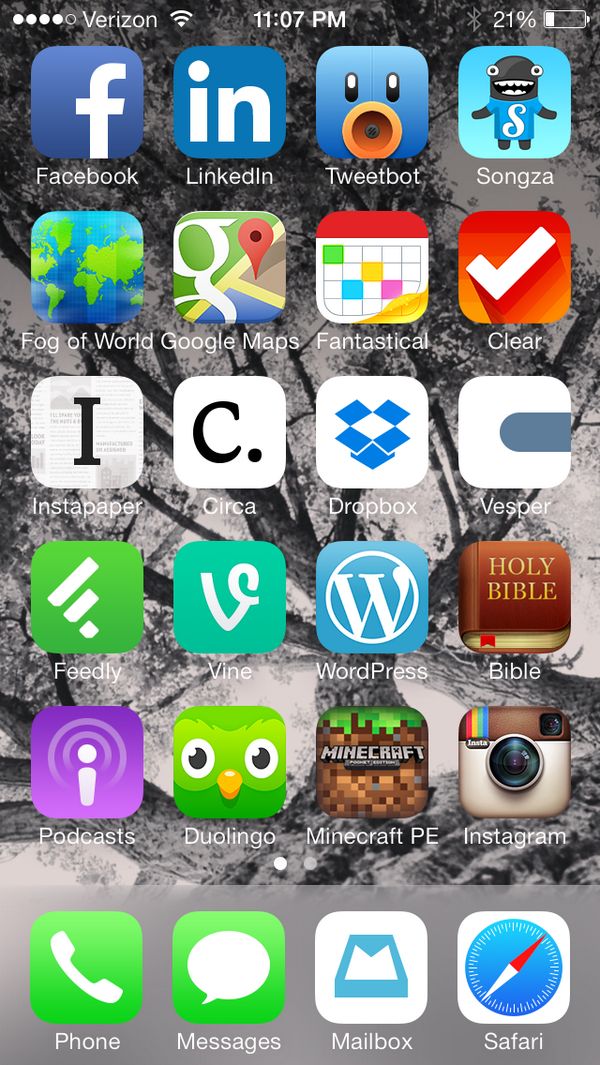 Verizon 11:07 PM 21%
in S
Facebook LinkedIn Tweetbot Songza
g
Fog of World Google Maps Fantastical Clear
I C.
Instapaper Circa Dropbox Vesper
HOLY
BIBLE
Feedly Vine WordPress Bible
MINECRAFT
POCKET EDITION
Insta
Podcasts Duolingo Minecraft PE Instagram
Phone Messages Mailbox Safari